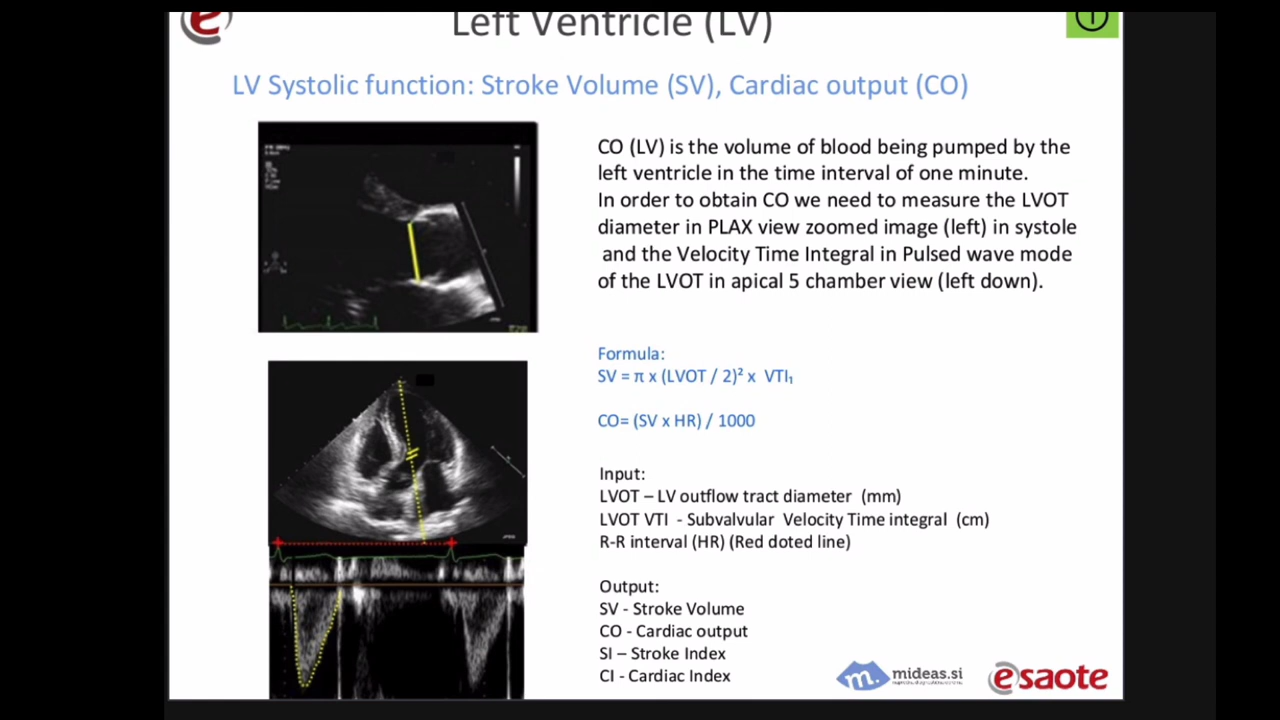 Left Ventricle (LV)
LV Systolic function: Stroke Volume (SV), Cardiac output (CO)
CO (LV) is the volume of blood being pumped by the
left ventricle in the time interval of one minute.
In order to obtain CO we need to measure the LVOT
diameter in PLAX view zoomed image (left) in systole
and the Velocity Time Integral in Pulsed wave mode
of the LVOT in apical 5 chamber view (left down).
Formula:
SV = π x (LVOT / 2)² x VTI₁
CO= (SV x HR) / 1000
Input:
LVOT – LV outflow tract diameter (mm)
LVOT VTI - Subvalvular Velocity Time integral (cm)
R-R interval (HR) (Red doted line)
Output:
SV - Stroke Volume
CO - Cardiac output
SI – Stroke Index
CI - Cardiac Index
m. mideas.si
esaote